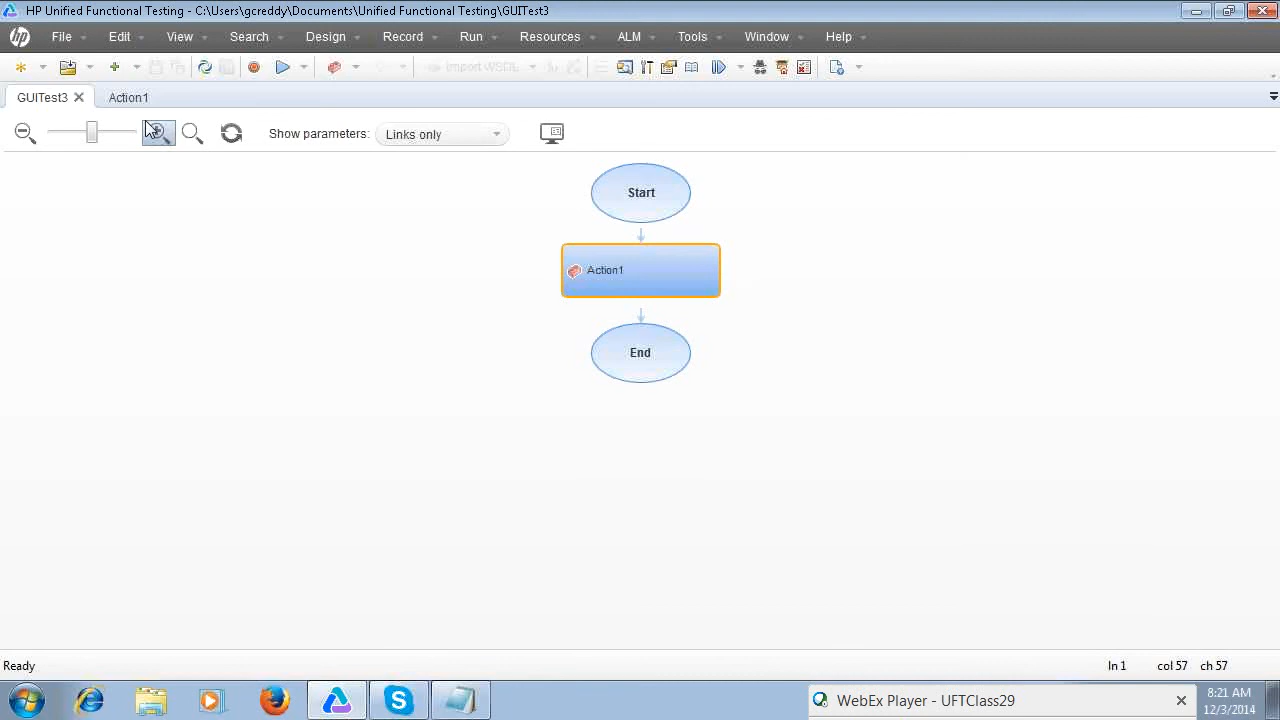 HP Unified Functional Testing - C:\Users\gcreddy\Documents\Unified Functional Testing\GUITest3
hp File Edit View Search Design Record Run Resources ALM Tools Window Help
Import WSDL
GUITest3 Action1
Show parameters: Links only
Start
Action1
End
Ready ln 1 col 57 ch 57
WebEx Player - UFTClass29
8:21 AM
12/3/2014